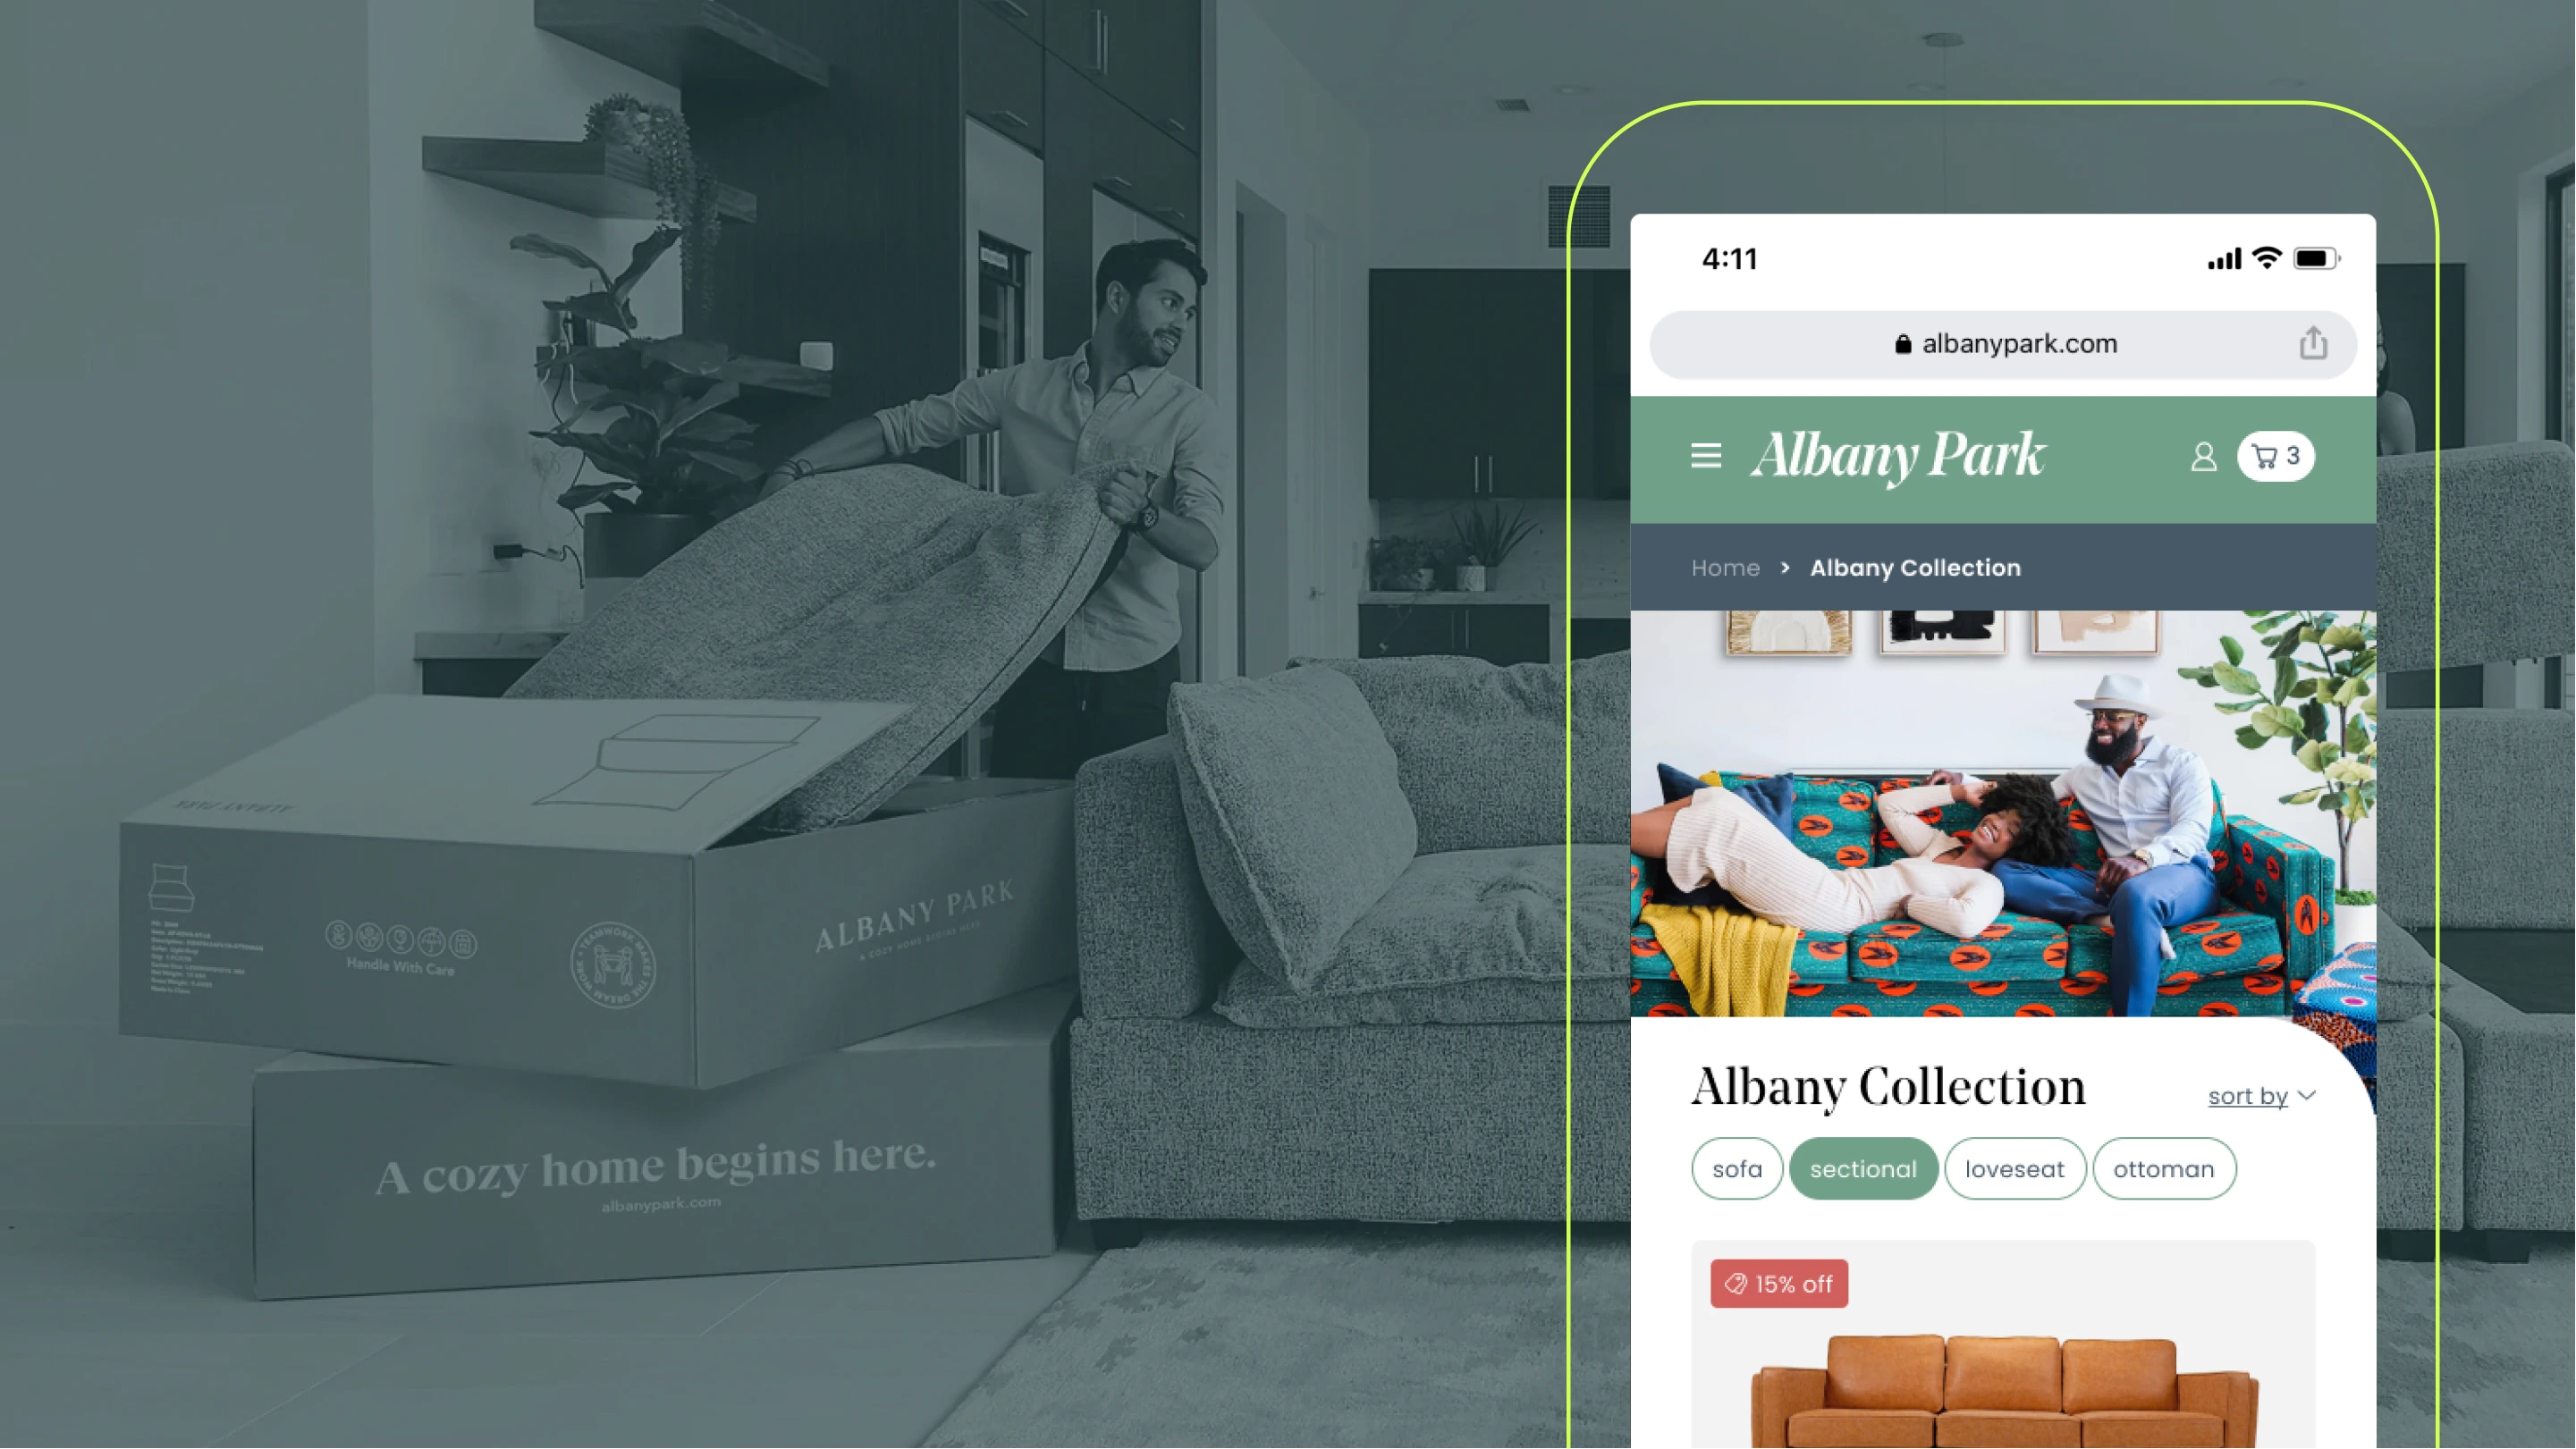 ALBANY PARK
Handle With Care
TEAMWORK MAKES THE DREAM WORK
ALBANY PARK
A COZY HOME BEGINS HERE
A cozy home begins here.
albanypark.com
4:11
albanypark.com
Albany Park
3
Home > Albany Collection
Albany Collection
sort by
sofa sectional loveseat ottoman
15% off